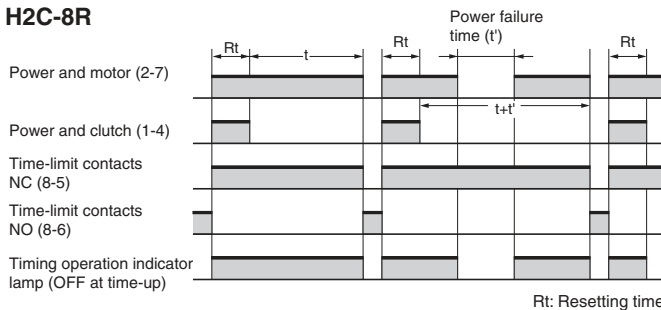 H2C-8R
Power failure
time (t')
Rt
t
Rt
Rt
Power and motor (2-7)
t+t'
Power and clutch (1-4)
Time-limit contacts
NC (8-5)
Time-limit contacts
NO (8-6)
Timing operation indicator
lamp (OFF at time-up)
Rt: Resetting time